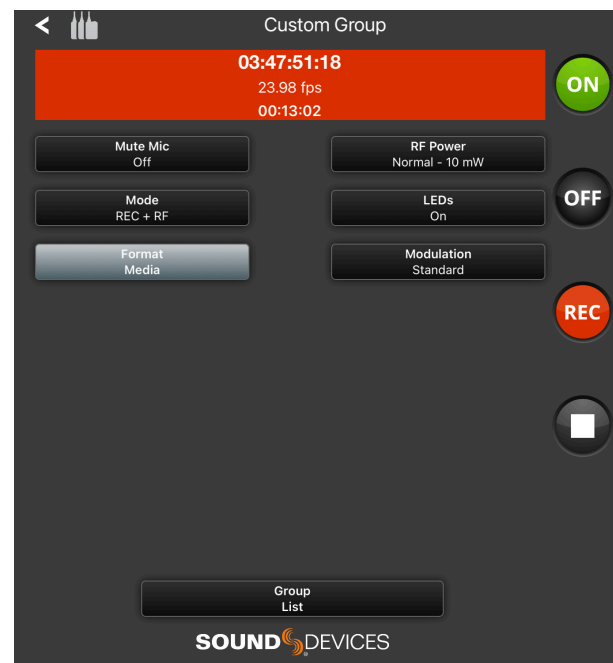 Custom Group
03:47:51:18
23.98 fps
00:13:02
ON
Mute Mic
Off
RF Power
Normal - 10 mW
Mode
REC + RF
LEDs
On
OFF
Format
Media
Modulation
Standard
REC
Group
List
SOUND DEVICES